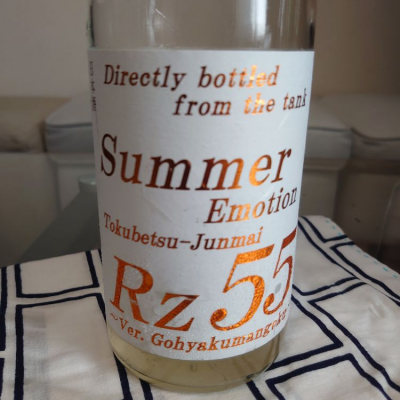 Directly bottled
from the tank
Summer
Emotion
Tokubetsu-Junmai
Rz55
~Ver. Gohyakumangoku